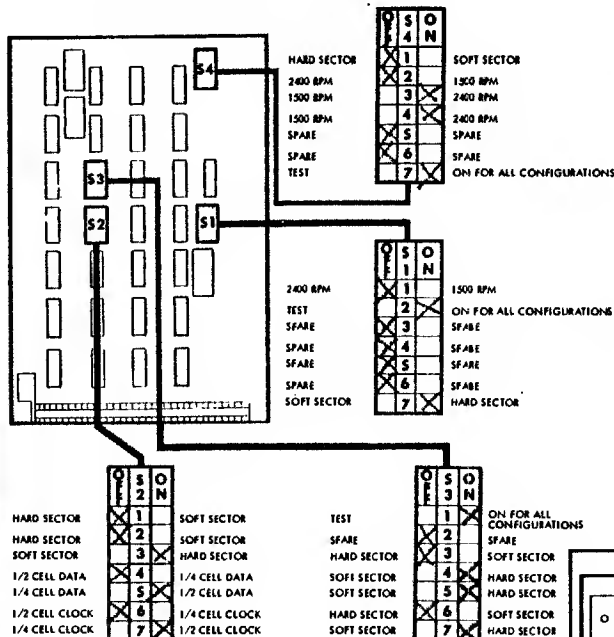 S4
S3
S2
S1
OFF S4 ON
HARD SECTOR 1 SOFT SECTOR
2400 RPM 2 1500 RPM
1500 RPM 3 2400 RPM
1500 RPM 4 2400 RPM
SPARE 5 SPARE
SPARE 6 SPARE
TEST 7 ON FOR ALL CONFIGURATIONS
OFF S1 ON
2400 RPM 1 1500 RPM
TEST 2 ON FOR ALL CONFIGURATIONS
SPARE 3 SPARE
SPARE 4 SPARE
SPARE 5 SPARE
SPARE 6 SPARE
SOFT SECTOR 7 HARD SECTOR
OFF S2 ON
HARD SECTOR 1 SOFT SECTOR
HARD SECTOR 2 SOFT SECTOR
SOFT SECTOR 3 HARD SECTOR
1/2 CELL DATA 4 1/4 CELL DATA
1/4 CELL DATA 5 1/2 CELL DATA
1/2 CELL CLOCK 6 1/4 CELL CLOCK
1/4 CELL CLOCK 7 1/2 CELL CLOCK
OFF S3 ON
TEST 1 ON FOR ALL
CONFIGURATIONS
SPARE 2 SPARE
HARD SECTOR 3 SOFT SECTOR
SOFT SECTOR 4 HARD SECTOR
SOFT SECTOR 5 HARD SECTOR
HARD SECTOR 6 SOFT SECTOR
SOFT SECTOR 7 HARD SECTOR